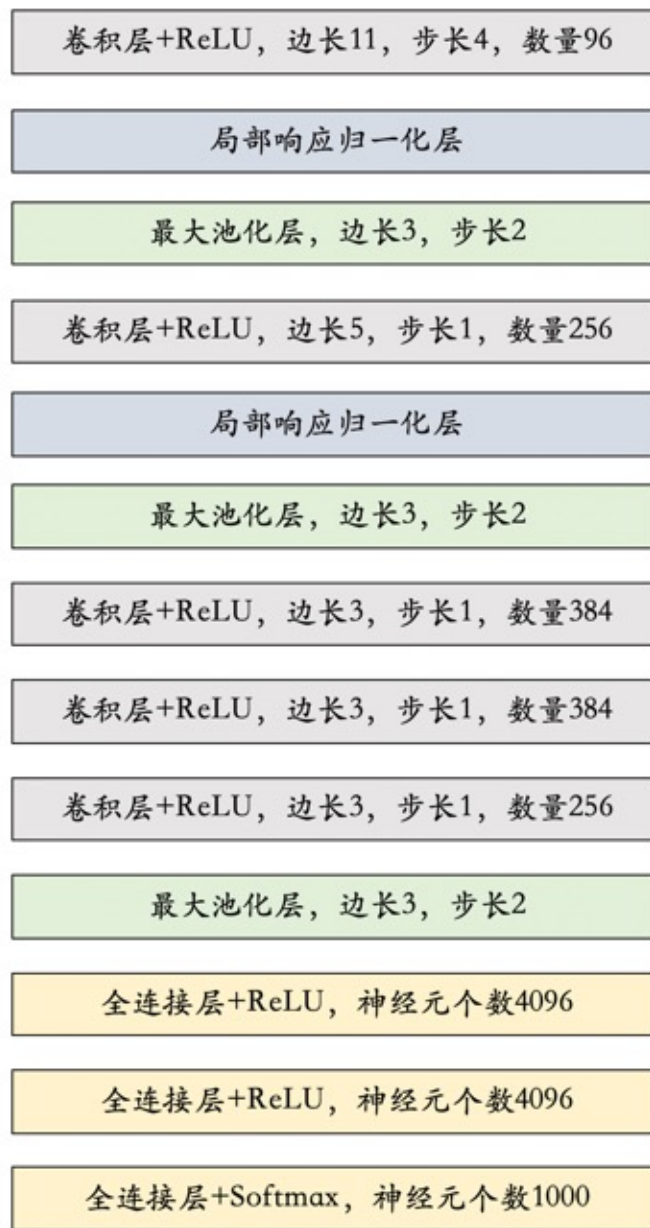 卷积层+ReLU，边长11，步长4，数量96
局部响应归一化层
最大池化层，边长3，步长2
卷积层+ReLU，边长5，步长1，数量256
局部响应归一化层
最大池化层，边长3，步长2
卷积层+ReLU，边长3，步长1，数量384
卷积层+ReLU，边长3，步长1，数量384
卷积层+ReLU，边长3，步长1，数量256
最大池化层，边长3，步长2
全连接层+ReLU，神经元个数4096
全连接层+ReLU，神经元个数4096
全连接层+Softmax，神经元个数1000